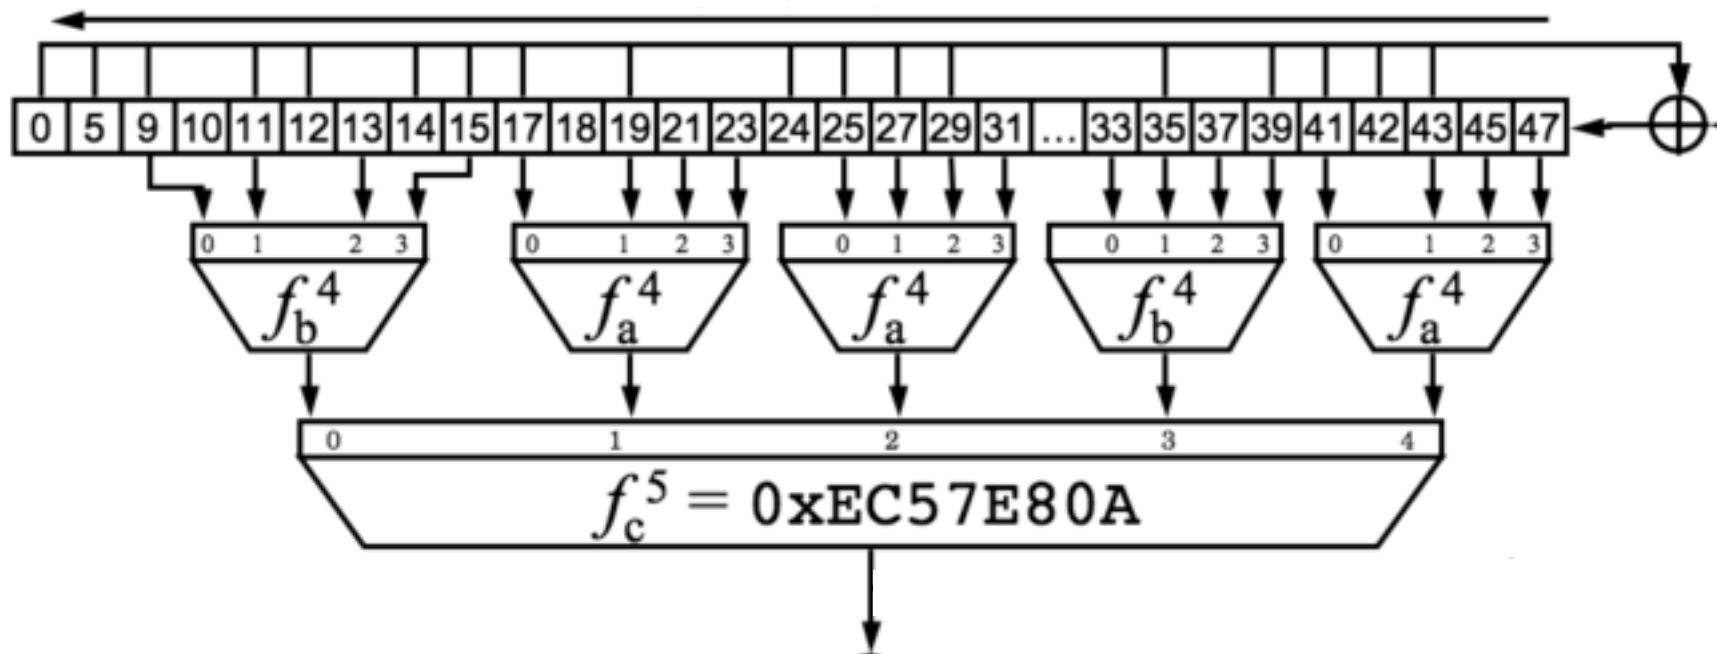 0 5 9 10 11 12 13 14 15 17 18 19 21 23 24 25 27 29 31 ... 33 35 37 39 41 42 43 45 47
0 1 2 3 0 1 2 3 0 1 2 3 0 1 2 3 0 1 2 3
f_b^4 f_a^4 f_a^4 f_b^4 f_a^4
0 1 2 3 4
f_c^5 = 0xEC57E80A